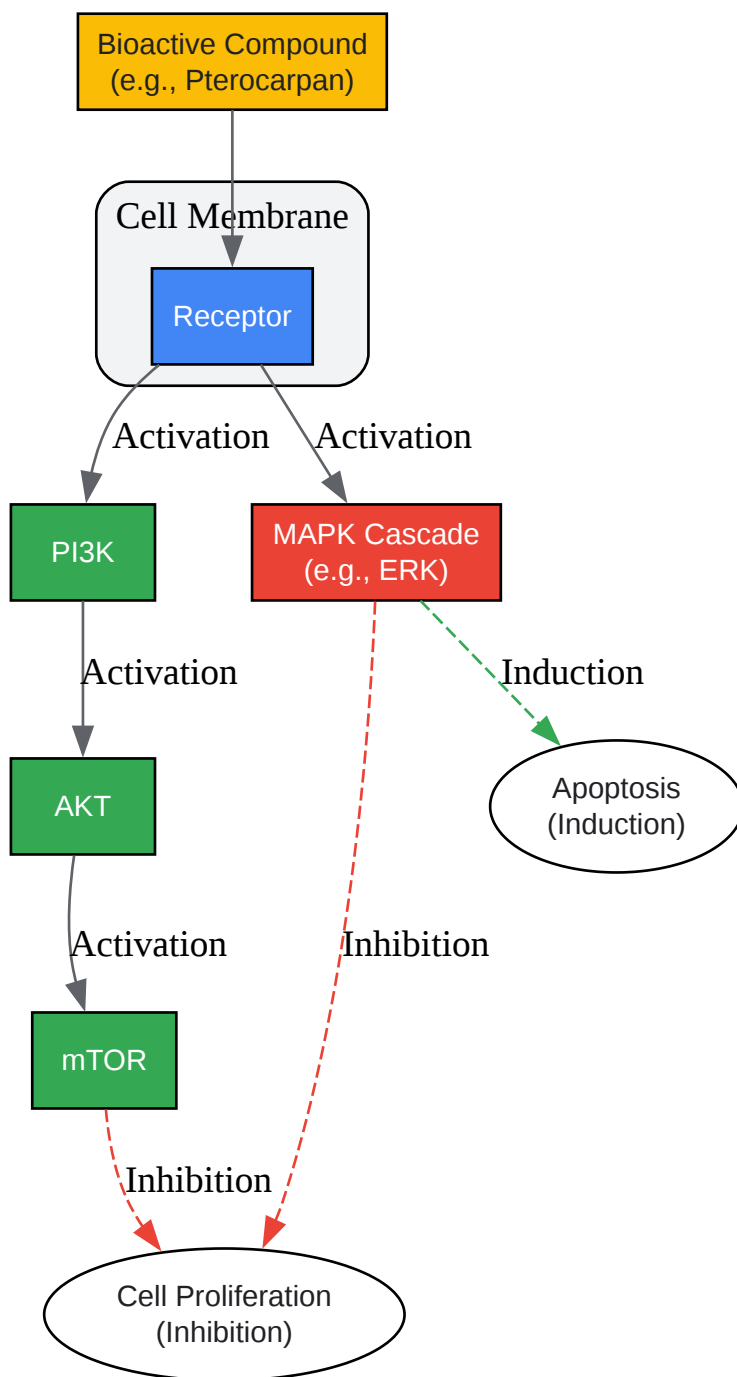 Bioactive Compound
(e.g., Pterocarpan)
Cell Membrane
Receptor
Activation
Activation
PI3K
MAPK Cascade
(e.g., ERK)
Activation
Induction
AKT
Apoptosis
(Induction)
Activation
Inhibition
mTOR
Inhibition
Cell Proliferation
(Inhibition)